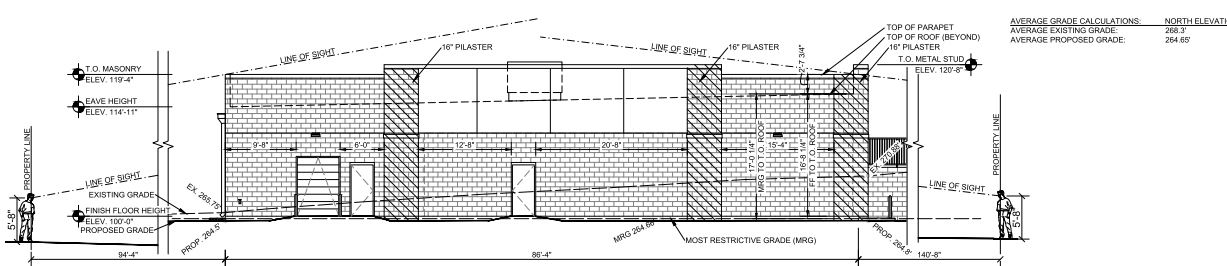 AVERAGE GRADE CALCULATIONS: NORTH ELEVATI
AVERAGE EXISTING GRADE: 268.3'
AVERAGE PROPOSED GRADE: 264.65'
TOP OF PARAPET
TOP OF ROOF (BEYOND)
16" PILASTER
LINE OF SIGHT
16" PILASTER
LINE OF SIGHT
16" PILASTER
T.O. MASONRY
ELEV. 119'-4"
T.O. METAL STUD
ELEV. 120'-8"
2'-7 3/4"
EAVE HEIGHT
ELEV. 114'-11"
PROPERTY LINE
9'-8"
6'-0"
12'-8"
20'-8"
17'-0 1/4"
MRG TO T.O. ROOF
16'-8 1/4"
FF TO T.O. ROOF
15'-4"
PROPERTY LINE
LINE OF SIGHT
LINE OF SIGHT
EXISTING GRADE
EX. 265.75'
FINISH FLOOR HEIGHT
ELEV. 100'-0"
PROPOSED GRADE
PROP. 264.5'
5'-8"
MRG 264.66'
MOST RESTRICTIVE GRADE (MRG)
PROP. 264.8'
5'-8"
94'-4"
86'-4"
140'-8"